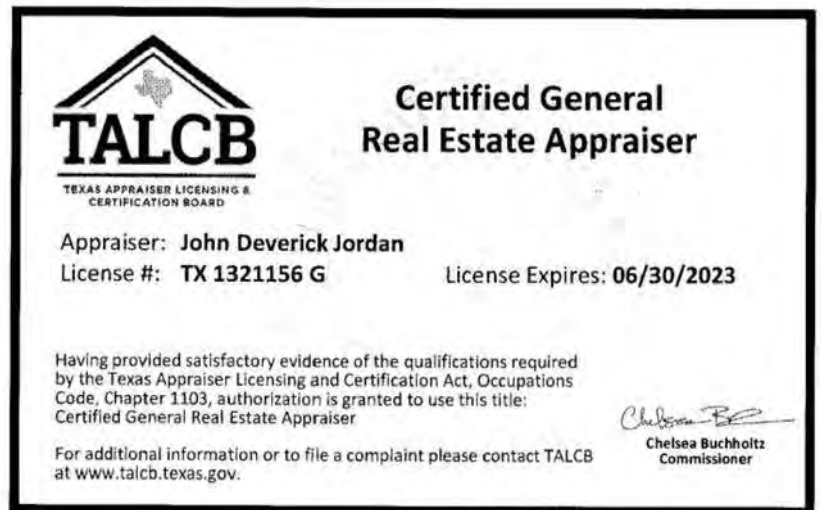 TALCB
TEXAS APPRAISER LICENSING &
CERTIFICATION BOARD
Certified General
Real Estate Appraiser
Appraiser: John Deverick Jordan
License #: TX 1321156 G
License Expires: 06/30/2023
Having provided satisfactory evidence of the qualifications required
by the Texas Appraiser Licensing and Certification Act, Occupations
Code, Chapter 1103, authorization is granted to use this title:
Certified General Real Estate Appraiser
For additional information or to file a complaint please contact TALCB
at www.talcb.texas.gov.
Chelsea Buchholtz
Commissioner